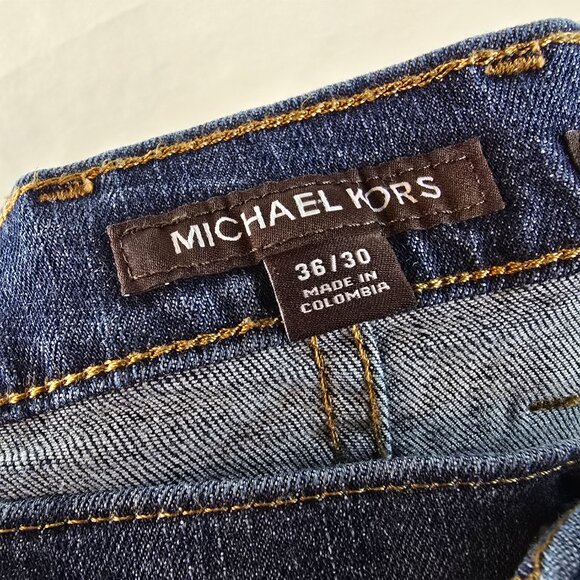 MICHAEL KORS
36/30
MADE IN
COLOMBIA